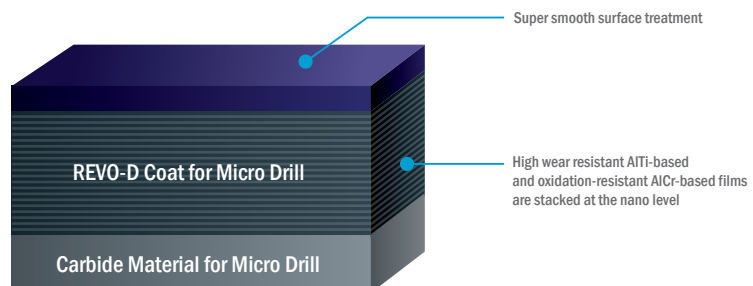 Super smooth surface treatment
REVO-D Coat for Micro Drill
High wear resistant AlTi-based
and oxidation-resistant AlCr-based films
are stacked at the nano level
Carbide Material for Micro Drill